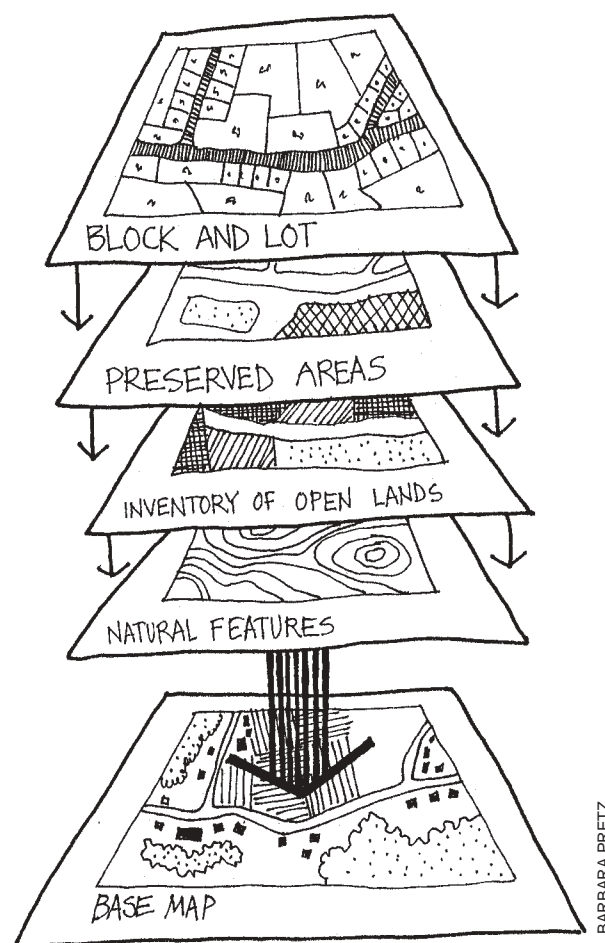 BLOCK AND LOT
PRESERVED AREAS
INVENTORY OF OPEN LANDS
NATURAL FEATURES
BASE MAP
BARBARA PRETZ